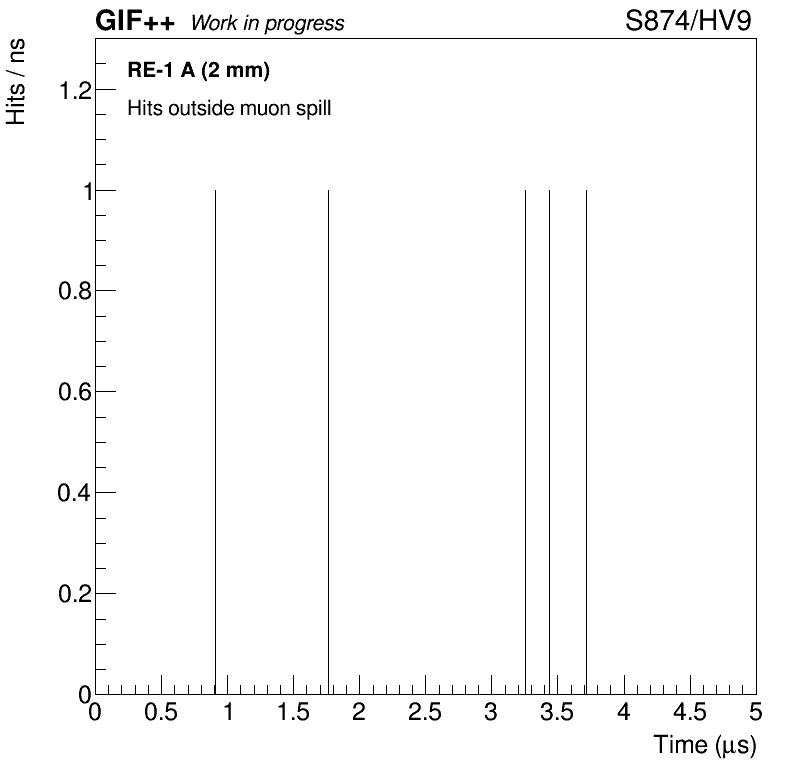 GIF++ Work in progress S874/HV9
Hits / ns
RE-1 A (2 mm)
Hits outside muon spill
1.2
1
0.8
0.6
0.4
0.2
0
0 0.5 1 1.5 2 2.5 3 3.5 4 4.5 5
Time (μs)